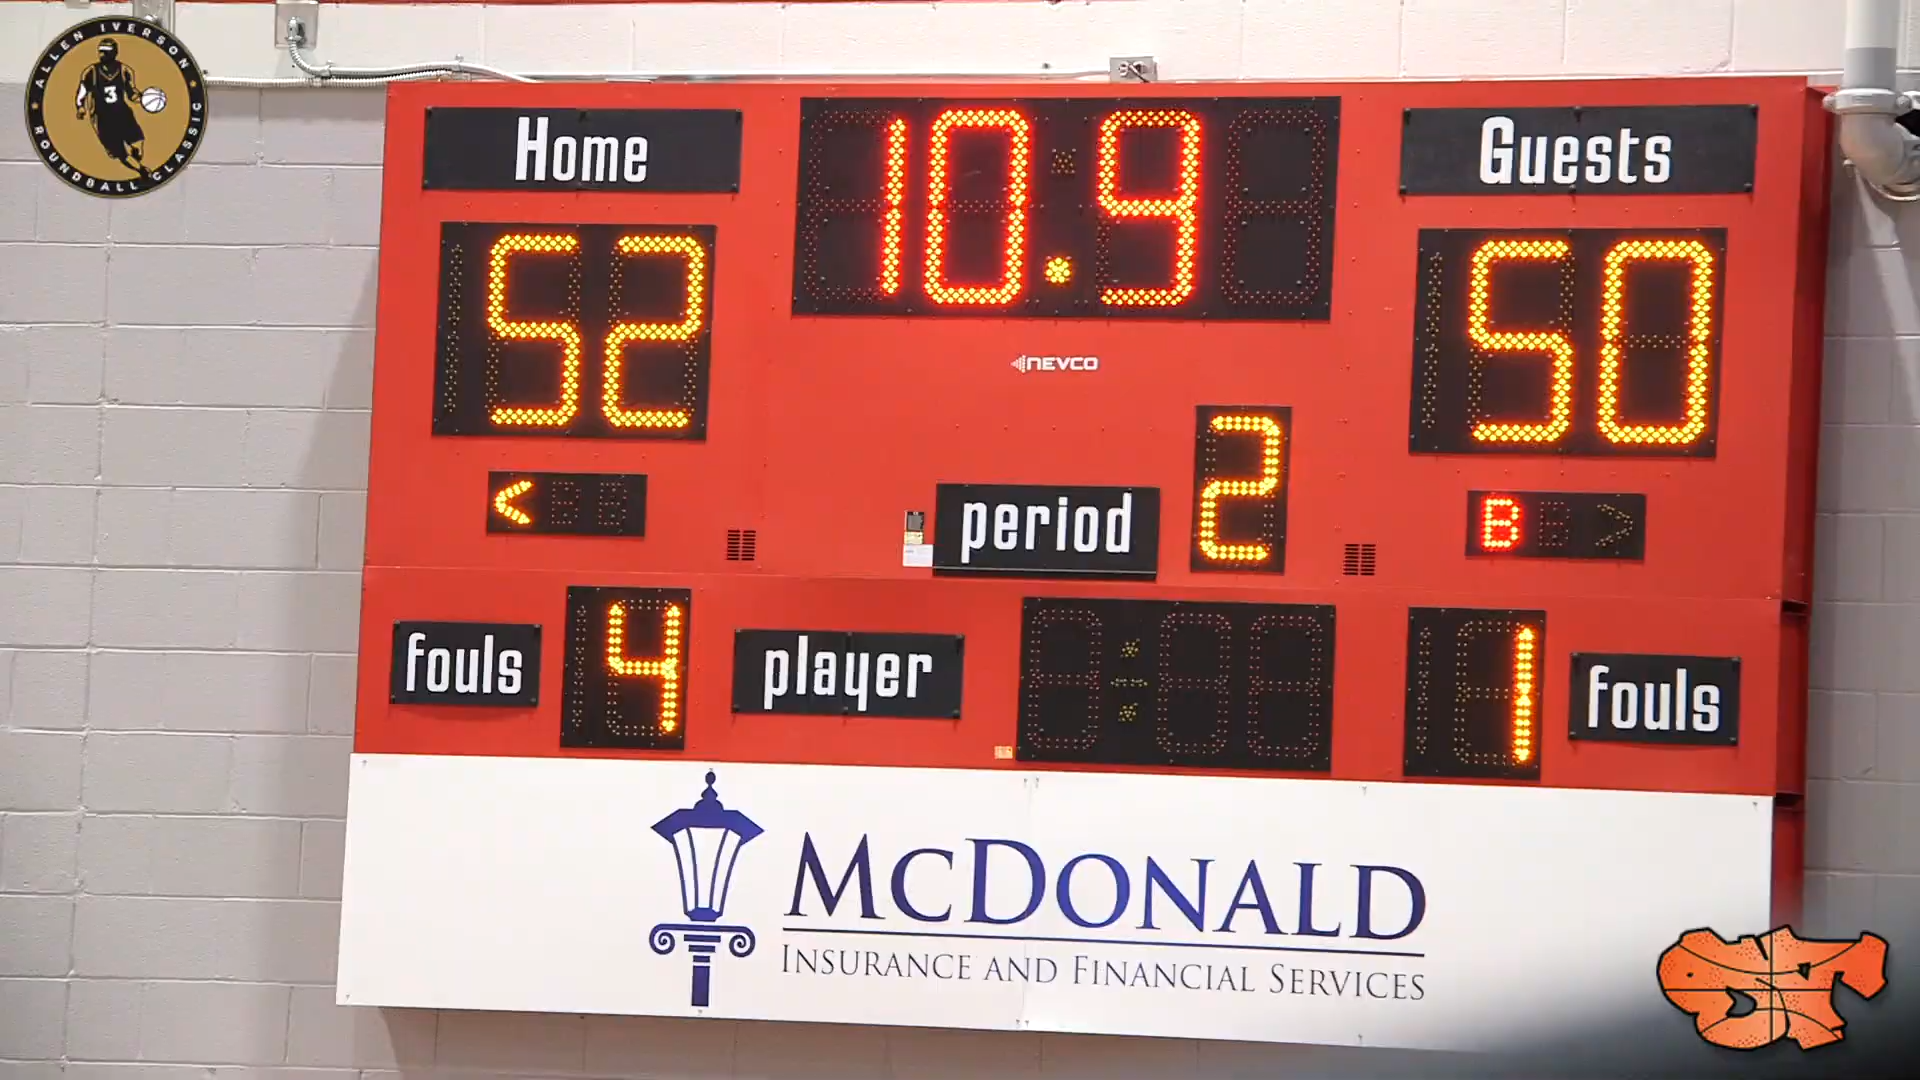 ALLEN IVERSON
3
ROUNDBALL CLASSIC
Home
10.9
Guests
52
50
NEVCO
2
< 
period
B
fouls
4
player
1
fouls
McDonald
Insurance and Financial Services